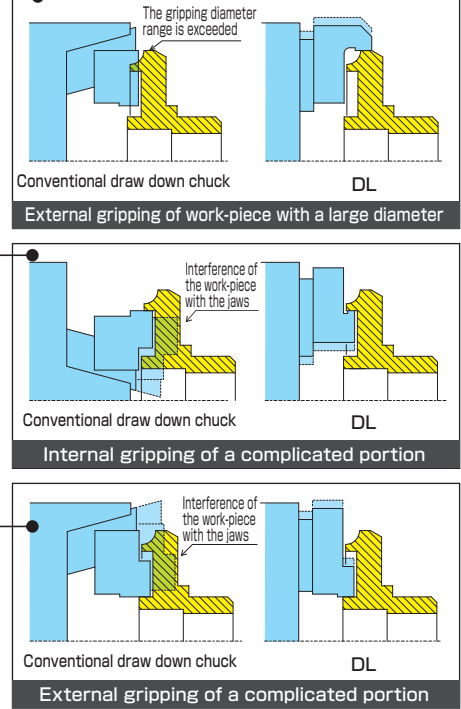 The gripping diameter
range is exceeded
Conventional draw down chuck
DL
External gripping of work-piece with a large diameter
Interference of
the work-piece
with the jaws
Conventional draw down chuck
DL
Internal gripping of a complicated portion
Interference of
the work-piece
with the jaws
Conventional draw down chuck
DL
External gripping of a complicated portion